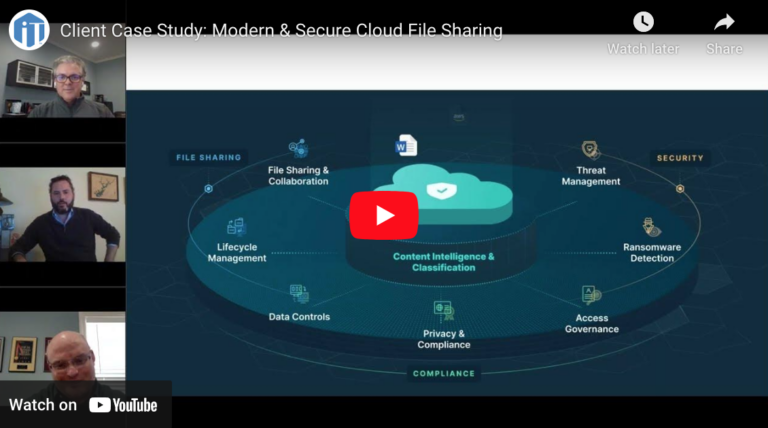 iT
Client Case Study: Modern & Secure Cloud File Sharing
Watch later
Share
FILE SHARING
SECURITY
File Sharing &
Collaboration
W
Threat
Management
Lifecycle
Management
Content Intelligence &
Classification
Ransomware
Detection
Data Controls
Privacy &
Compliance
Access
Governance
COMPLIANCE
Watch on YouTube